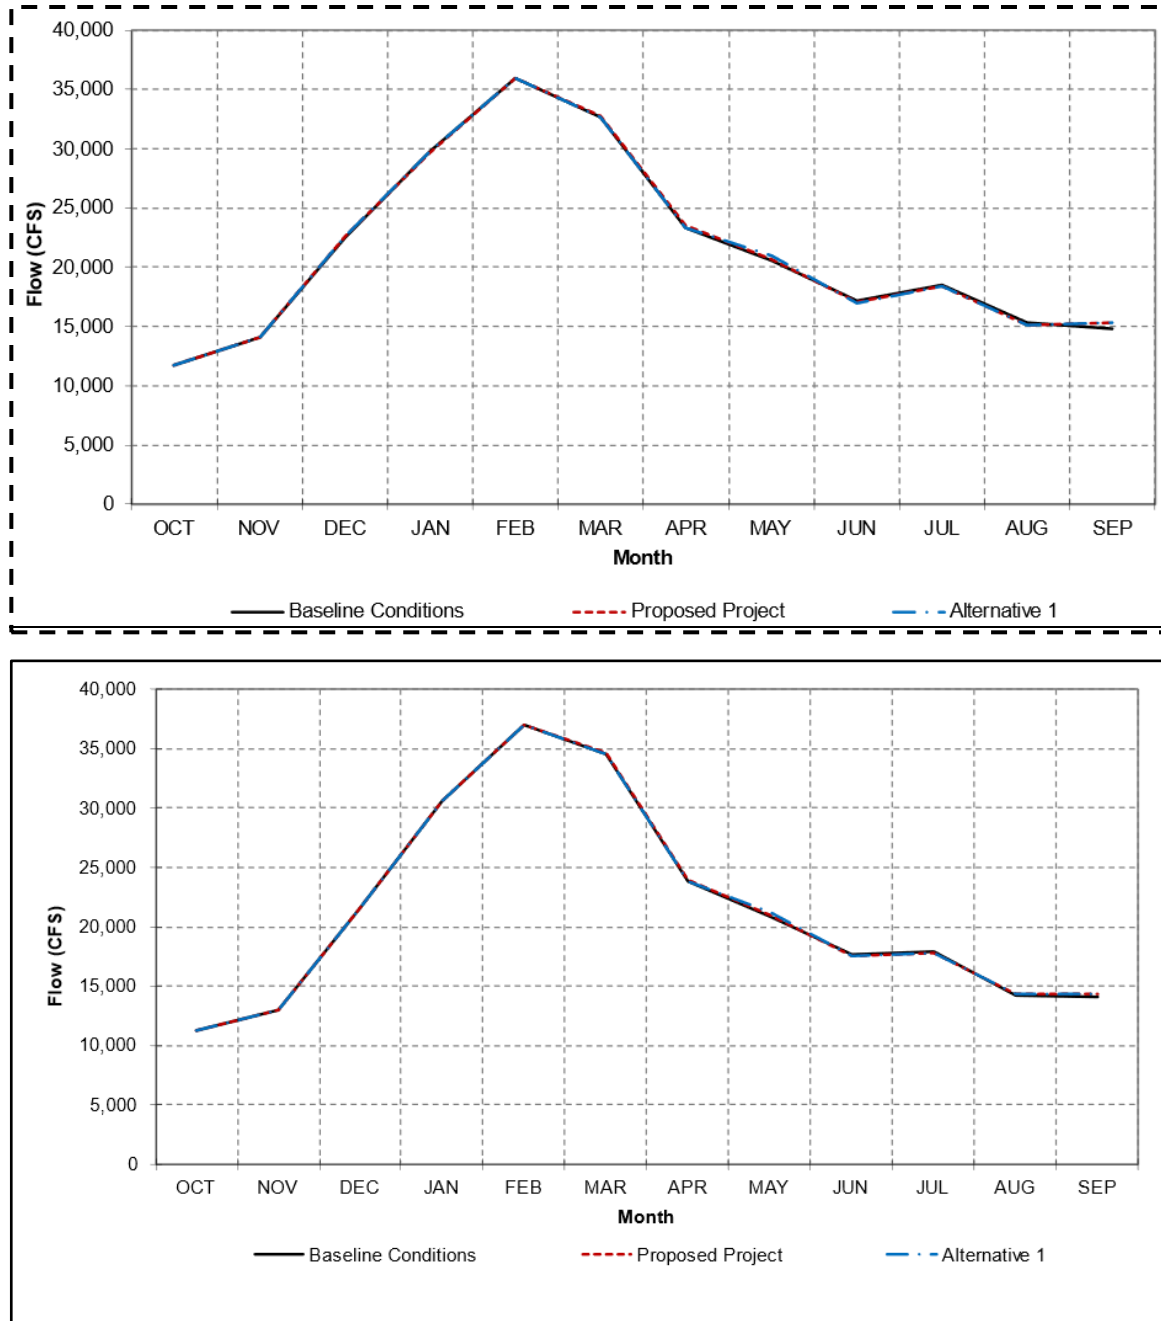 40,000
35,000
30,000
25,000
20,000
15,000
10,000
5,000
0
Flow (CFS)
OCT NOV DEC JAN FEB MAR APR MAY JUN JUL AUG SEP
Month
Baseline Conditions Proposed Project Alternative 1
40,000
35,000
30,000
25,000
20,000
15,000
10,000
5,000
0
Flow (CFS)
OCT NOV DEC JAN FEB MAR APR MAY JUN JUL AUG SEP
Month
Baseline Conditions Proposed Project Alternative 1